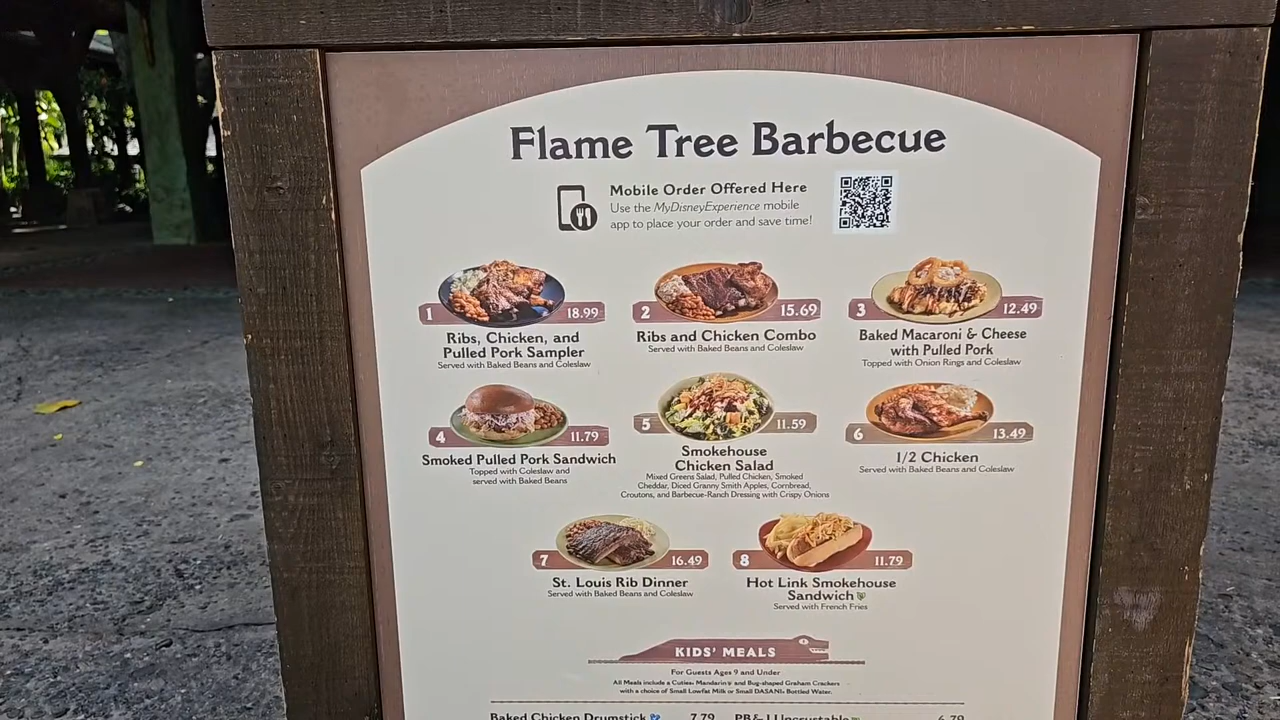 Flame Tree Barbecue
Mobile Order Offered Here
Use the MyDisneyExperience mobile
app to place your order and save time!
1 18.99
Ribs, Chicken, and
Pulled Pork Sampler
Served with Baked Beans and Coleslaw
2 15.69
Ribs and Chicken Combo
Served with Baked Beans and Coleslaw
3 12.49
Baked Macaroni & Cheese
with Pulled Pork
Topped with Onion Rings and Coleslaw
4 11.79
Smoked Pulled Pork Sandwich
Topped with Coleslaw and
served with Baked Beans
5 11.59
Smokehouse
Chicken Salad
Mixed Greens Salad, Pulled Chicken, Smoked
Cheddar, Diced Granny Smith Apples, Cornbread,
Croutons, and Barbecue-Ranch Dressing with Crispy Onions
6 13.49
1/2 Chicken
Served with Baked Beans and Coleslaw
7 16.49
St. Louis Rib Dinner
Served with Baked Beans and Coleslaw
8 11.79
Hot Link Smokehouse
Sandwich
Served with French Fries
KIDS' MEALS
For Guests Ages 9 and Under
All Meals include a Cuties® Mandarin and Bug-shaped Graham Crackers
with a choice of Small Lowfat Milk or Small DASANI® Bottled Water.
Baked Chicken Drumstick 7.79
PB&J Uncrustable 6.79